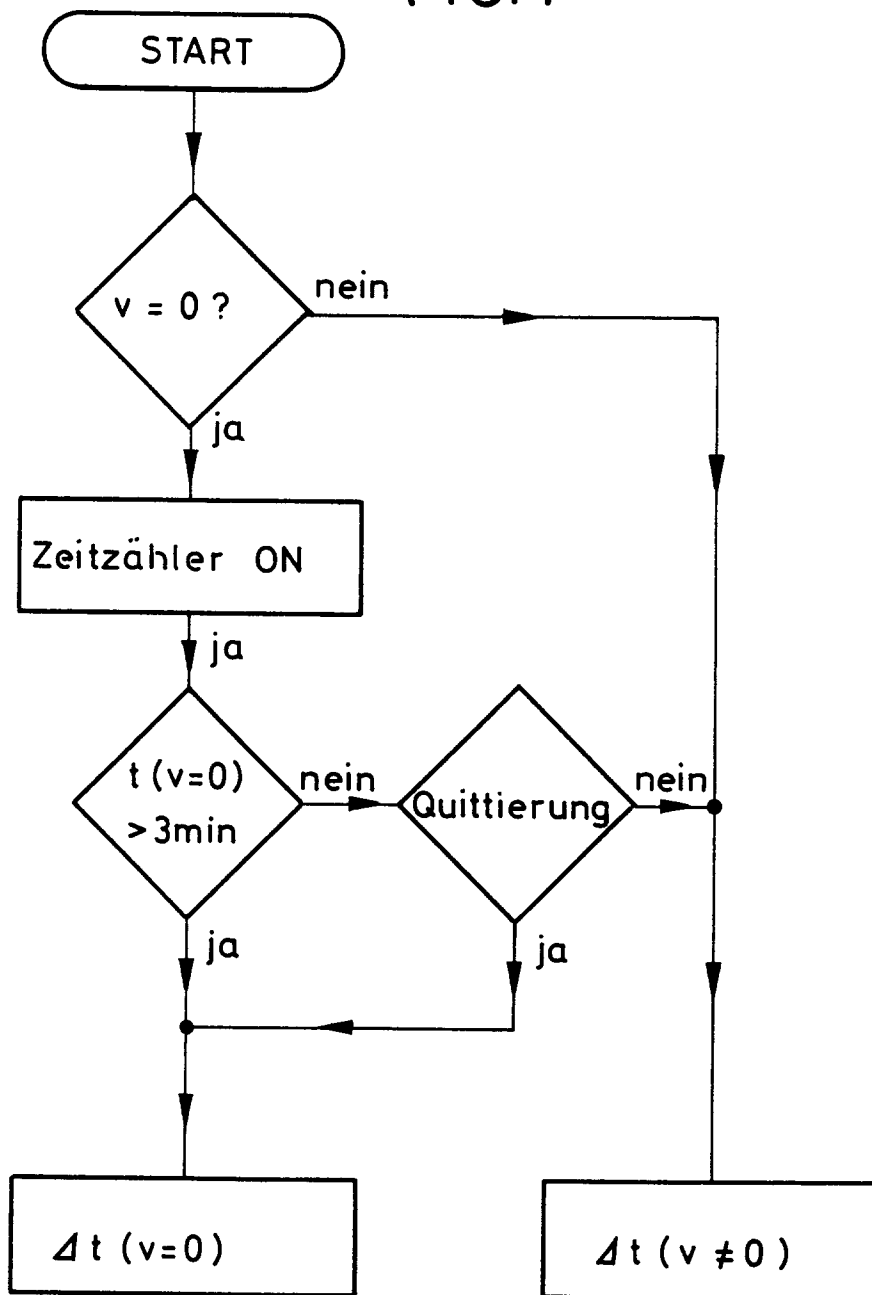 START
v = 0 ?
nein
ja
Zeitzähler ON
ja
t (v=0)
> 3min
nein
Quittierung
nein
ja
ja
Δt (v=0)
Δt (v ≠ 0)